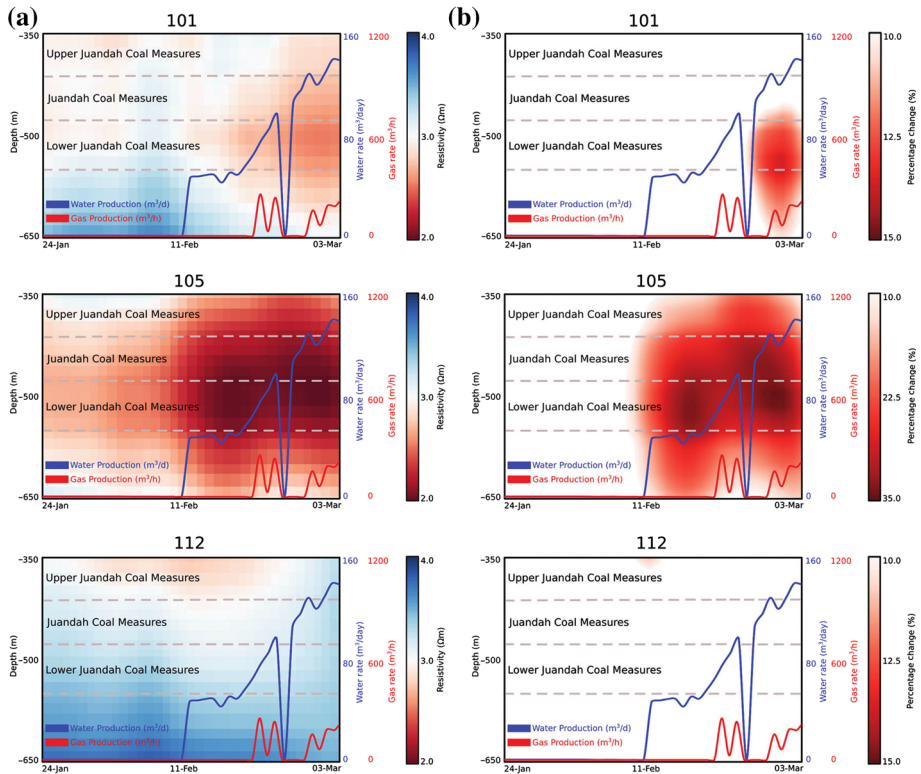 (a)
101
−350
−500
−650
Depth (m)
Upper Juandah Coal Measures
Juandah Coal Measures
Lower Juandah Coal Measures
Water Production (m³/d)
Gas Production (m³/h)
24-Jan
11-Feb
03-Mar
160
80
0
Water rate (m³/day)
1200
600
0
Gas rate (m³/h)
4.0
3.0
2.0
Resistivity (Ωm)
(b)
101
−350
−500
−650
Depth (m)
Upper Juandah Coal Measures
Juandah Coal Measures
Lower Juandah Coal Measures
Water Production (m³/d)
Gas Production (m³/h)
24-Jan
11-Feb
03-Mar
160
80
0
Water rate (m³/day)
1200
600
0
Gas rate (m³/h)
10.0
12.5
15.0
Percentage Change (%)
105
−350
−500
−650
Depth (m)
Upper Juandah Coal Measures
Juandah Coal Measures
Lower Juandah Coal Measures
Water Production (m³/d)
Gas Production (m³/h)
24-Jan
11-Feb
03-Mar
160
80
0
Water rate (m³/day)
1200
600
0
Gas rate (m³/h)
4.0
3.0
2.0
Resistivity (Ωm)
105
−350
−500
−650
Depth (m)
Upper Juandah Coal Measures
Juandah Coal Measures
Lower Juandah Coal Measures
Water Production (m³/d)
Gas Production (m³/h)
24-Jan
11-Feb
03-Mar
160
80
0
Water rate (m³/day)
1200
600
0
Gas rate (m³/h)
10.0
22.5
35.0
Percentage Change (%)
112
−350
−500
−650
Depth (m)
Upper Juandah Coal Measures
Juandah Coal Measures
Lower Juandah Coal Measures
Water Production (m³/d)
Gas Production (m³/h)
24-Jan
11-Feb
03-Mar
160
80
0
Water rate (m³/day)
1200
600
0
Gas rate (m³/h)
4.0
3.0
2.0
Resistivity (Ωm)
112
−350
−500
−650
Depth (m)
Upper Juandah Coal Measures
Juandah Coal Measures
Lower Juandah Coal Measures
Water Production (m³/d)
Gas Production (m³/h)
24-Jan
11-Feb
03-Mar
160
80
0
Water rate (m³/day)
1200
600
0
Gas rate (m³/h)
10.0
12.5
15.0
Percentage Change (%)